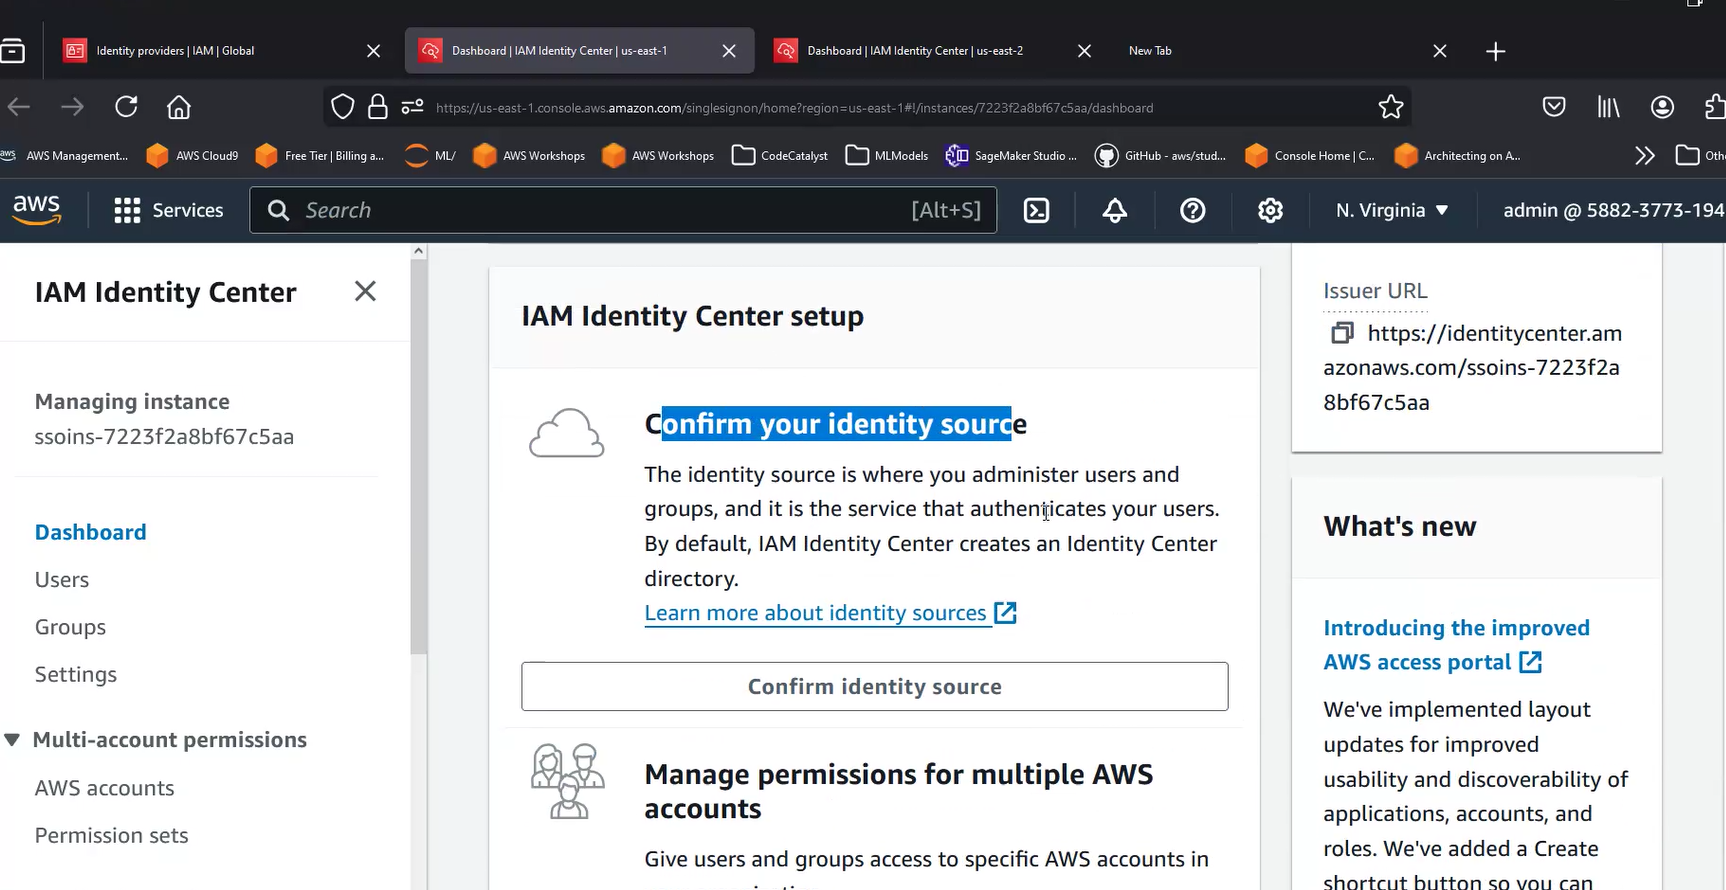 Identity providers | IAM | Global
Dashboard | IAM Identity Center | us-east-1
Dashboard | IAM Identity Center | us-east-2
New Tab
https://us-east-1.console.aws.amazon.com/singlesignon/home?region=us-east-1#!/instances/7223f2a8bf67c5aa/dashboard
aws AWS Management...
AWS Cloud9
Free Tier | Billing a...
ML/
AWS Workshops
AWS Workshops
CodeCatalyst
MLModels
SageMaker Studio ...
GitHub - aws/stud...
Console Home | C...
Architecting on A...
Oth
aws
Services
Search
[Alt+S]
N. Virginia
admin @ 5882-3773-194
IAM Identity Center
Managing instance
ssoins-7223f2a8bf67c5aa
Dashboard
Users
Groups
Settings
Multi-account permissions
AWS accounts
Permission sets
IAM Identity Center setup
Confirm your identity source
The identity source is where you administer users and
groups, and it is the service that authenticates your users.
By default, IAM Identity Center creates an Identity Center
directory.
Learn more about identity sources
Confirm identity source
Manage permissions for multiple AWS
accounts
Give users and groups access to specific AWS accounts in
Issuer URL
https://identitycenter.am
azonaws.com/ssoins-7223f2a
8bf67c5aa
What's new
Introducing the improved
AWS access portal
We've implemented layout
updates for improved
usability and discoverability of
applications, accounts, and
roles. We've added a Create
shortcut button so you can